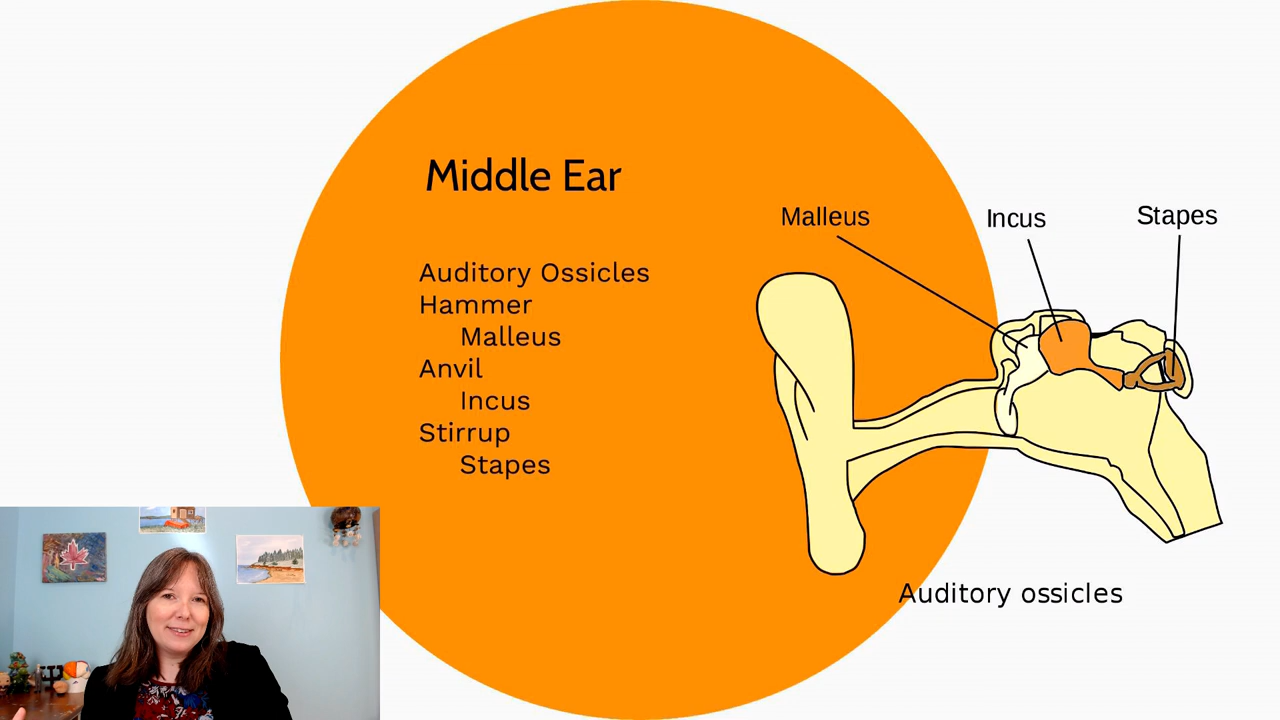 Middle Ear
Auditory Ossicles
Hammer
Malleus
Anvil
Incus
Stirrup
Stapes
Malleus
Incus
Stapes
Auditory ossicles